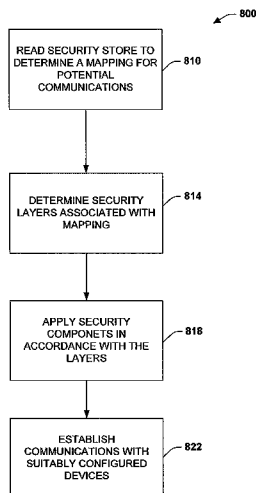 800
READ SECURITY STORE TO
DETERMINE A MAPPING FOR
POTENTIAL
COMMUNICATIONS
810
DETERMINE SECURITY
LAYERS ASSOCIATED WITH
MAPPING
814
APPLY SECURITY
COMPONETS IN
ACCORDANCE WITH THE
LAYERS
818
ESTABLISH
COMMUNICATIONS WITH
SUITABLY CONFIGURED
DEVICES
822